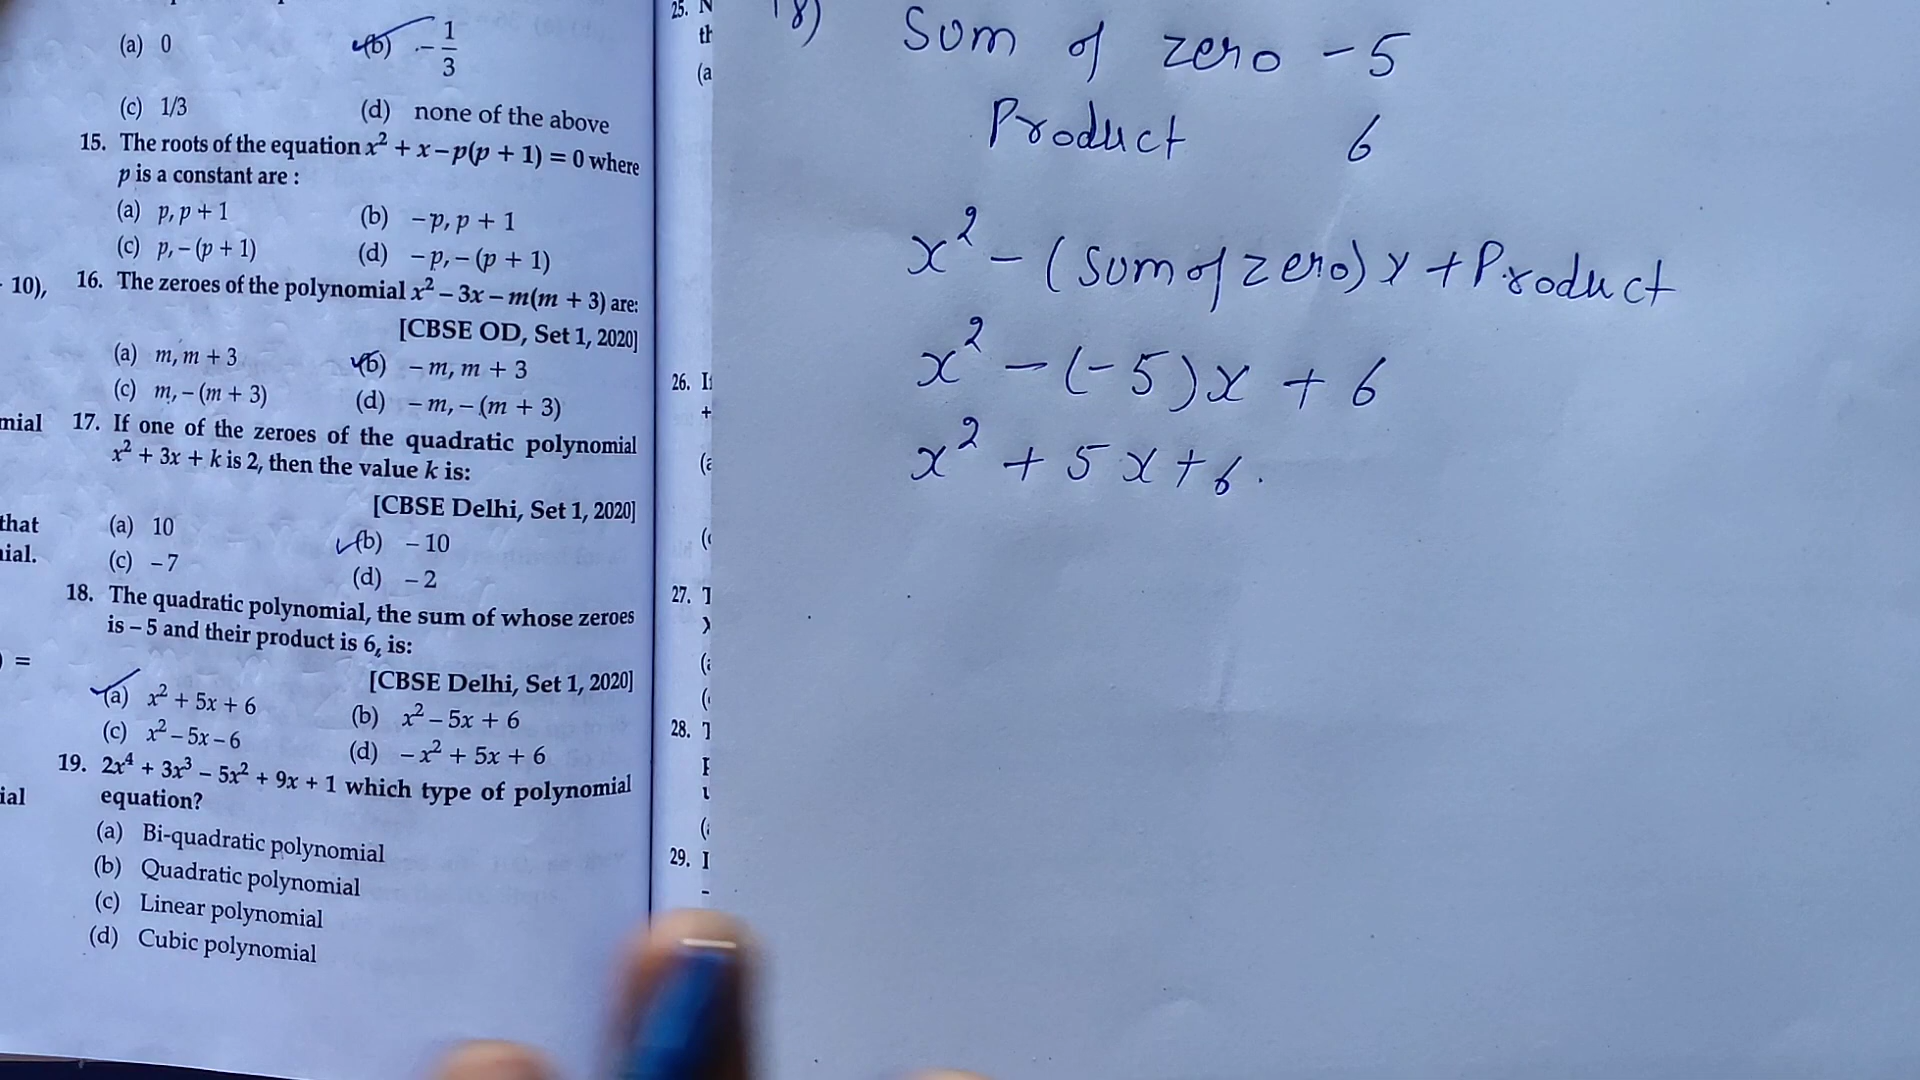 (a) 0
(b) - 1/3
(c) 1/3
(d) none of the above
15. The roots of the equation x² + x – p(p + 1) = 0 where
p is a constant are :
(a) p, p + 1
(b) – p, p + 1
(c) p, – (p + 1)
(d) – p, – (p + 1)
10),
16. The zeroes of the polynomial x² – 3x – m(m + 3) are:
[CBSE OD, Set 1, 2020]
(a) m, m + 3
(b) – m, m + 3
(c) m, – (m + 3)
(d) – m, – (m + 3)
17. If one of the zeroes of the quadratic polynomial
x² + 3x + k is 2, then the value k is:
[CBSE Delhi, Set 1, 2020]
that
(a) 10
(b) – 10
(c) – 7
(d) – 2
18. The quadratic polynomial, the sum of whose zeroes
is – 5 and their product is 6, is:
[CBSE Delhi, Set 1, 2020]
(a) x² + 5x + 6
(b) x² – 5x + 6
(c) x² – 5x – 6
(d) – x² + 5x + 6
19. 2x⁴ + 3x³ – 5x² + 9x + 1 which type of polynomial
equation?
(a) Bi-quadratic polynomial
(b) Quadratic polynomial
(c) Linear polynomial
(d) Cubic polynomial
25.
26.
27.
28.
29.
18) Sum of zero - 5
Product 6
x² - (sum of zero) x + Product
x² - (-5)x + 6
x² + 5x + 6.